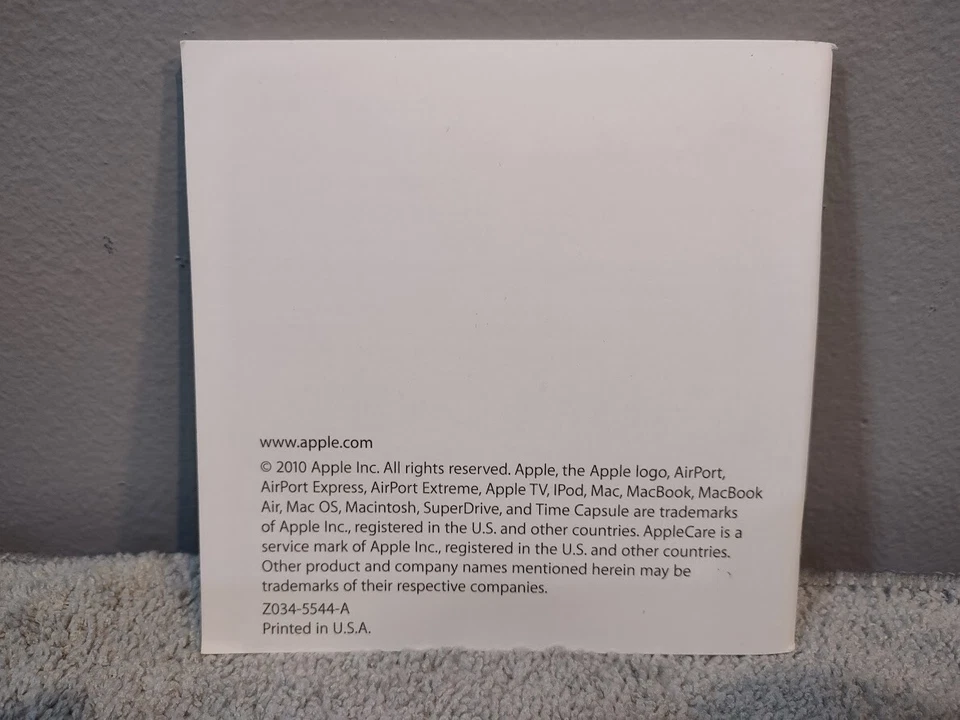 www.apple.com
© 2010 Apple Inc. All rights reserved. Apple, the Apple logo, AirPort,
AirPort Express, AirPort Extreme, Apple TV, IPod, Mac, MacBook, MacBook
Air, Mac OS, Macintosh, SuperDrive, and Time Capsule are trademarks
of Apple Inc., registered in the U.S. and other countries. AppleCare is a
service mark of Apple Inc., registered in the U.S. and other countries.
Other product and company names mentioned herein may be
trademarks of their respective companies.
Z034-5544-A
Printed in U.S.A.